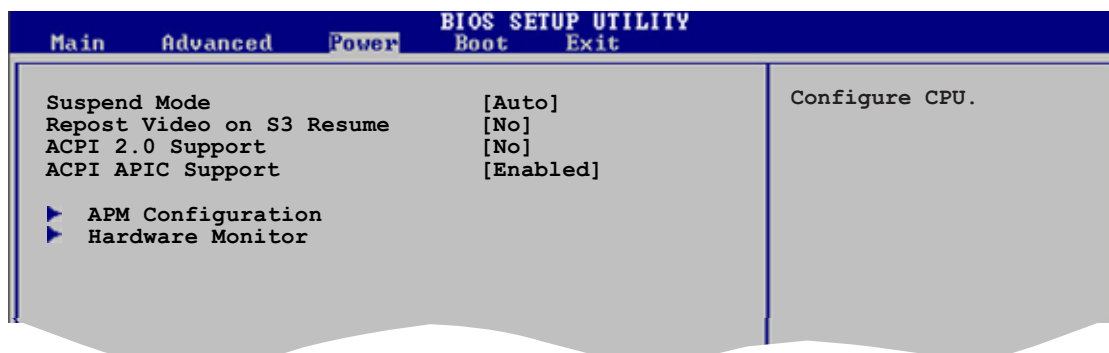 BIOS SETUP UTILITY
Main Advanced Power Boot Exit
Suspend Mode [Auto]
Repost Video on S3 Resume [No]
ACPI 2.0 Support [No]
ACPI APIC Support [Enabled]
APM Configuration
Hardware Monitor
Configure CPU.